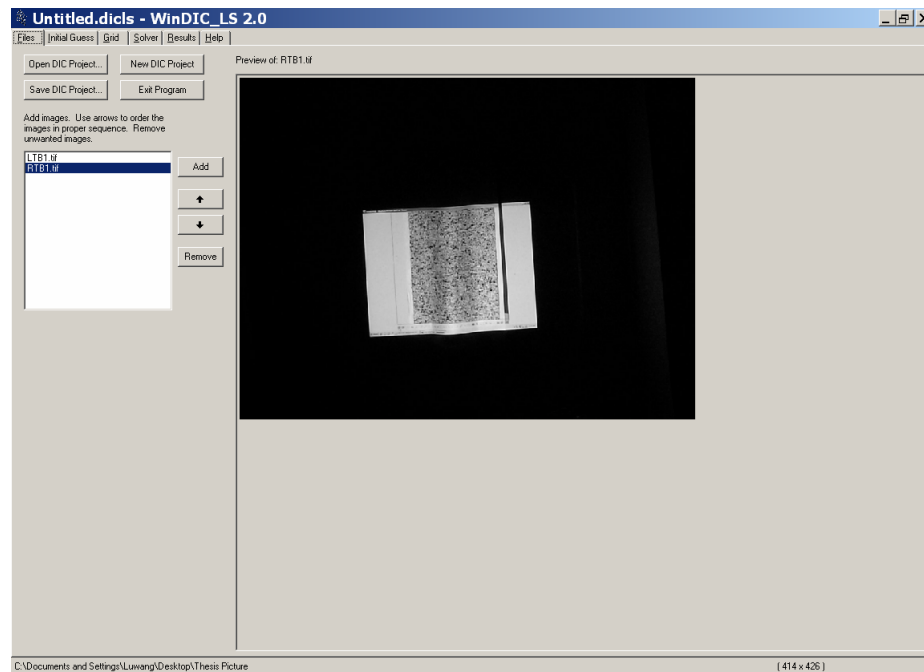 Untitled.dicls - WinDIC_LS 2.0
Files Initial Guess Grid Solver Results Help
Open DIC Project... New DIC Project
Save DIC Project... Exit Program
Preview of: RTB1.tif
Add images. Use arrows to order the
images in proper sequence. Remove
unwanted images.
LTB1.tif
RTB1.tif
Add
Remove
C:\Documents and Settings\Luwang\Desktop\Thesis Picture
( 414 x 426 )